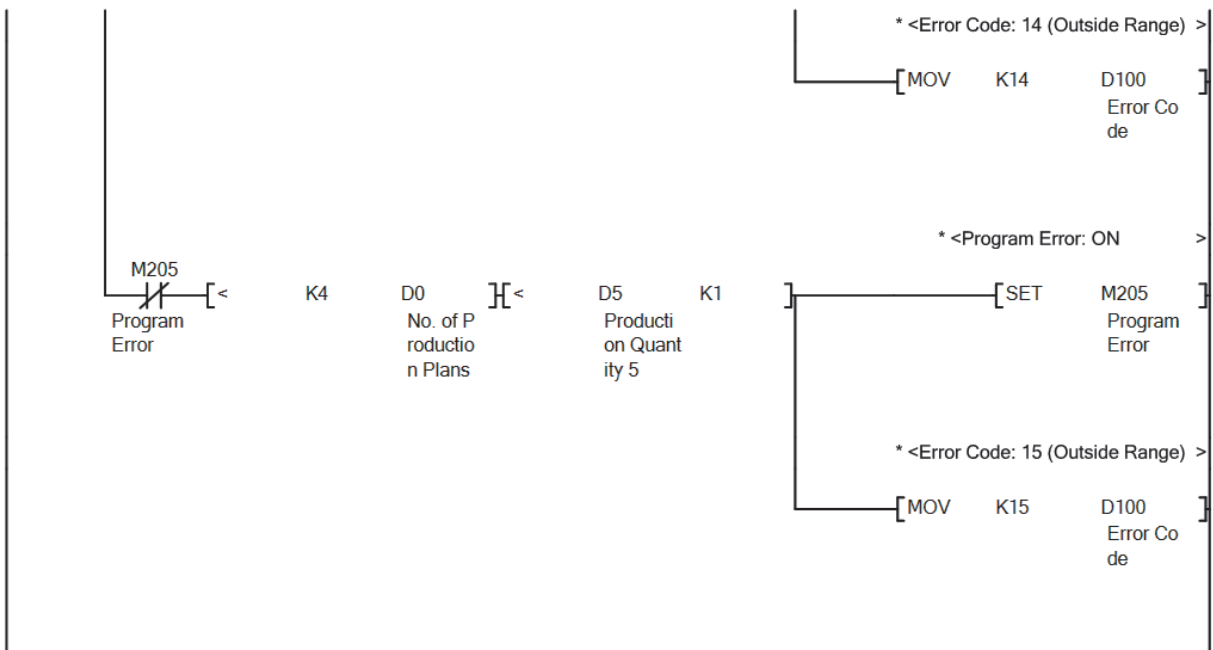 * <Error Code: 14 (Outside Range) >
[MOV K14 D100 ]
Error Co
de
* <Program Error: ON >
M205
[< K4 D0 ][< D5 K1 ] [SET M205 ]
Program No. of P Producti Program
Error roductio on Quant Error
n Plans ity 5
* <Error Code: 15 (Outside Range) >
[MOV K15 D100 ]
Error Co
de